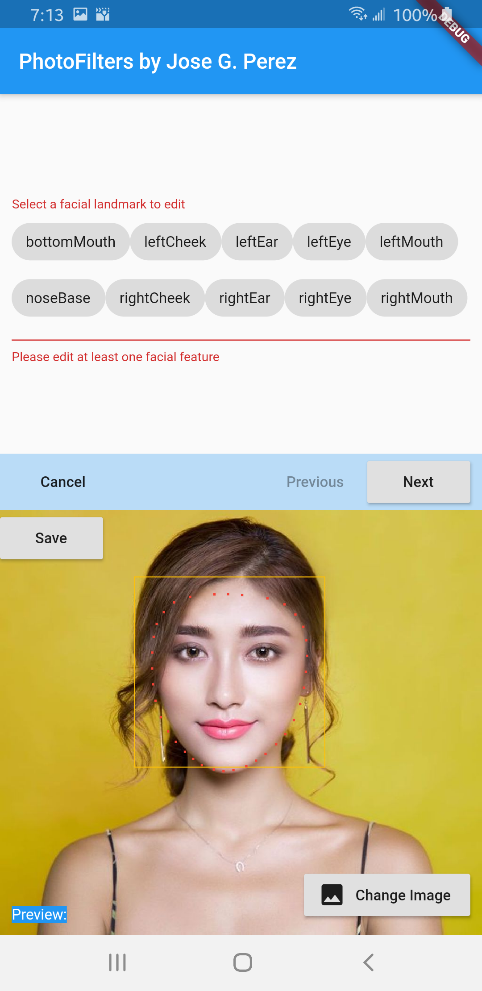 7:13 100%
DEBUG
PhotoFilters by Jose G. Perez
Select a facial landmark to edit
bottomMouth leftCheek leftEar leftEye leftMouth
noseBase rightCheek rightEar rightEye rightMouth
Please edit at least one facial feature
Cancel Previous Next
Save
Change Image
Preview: